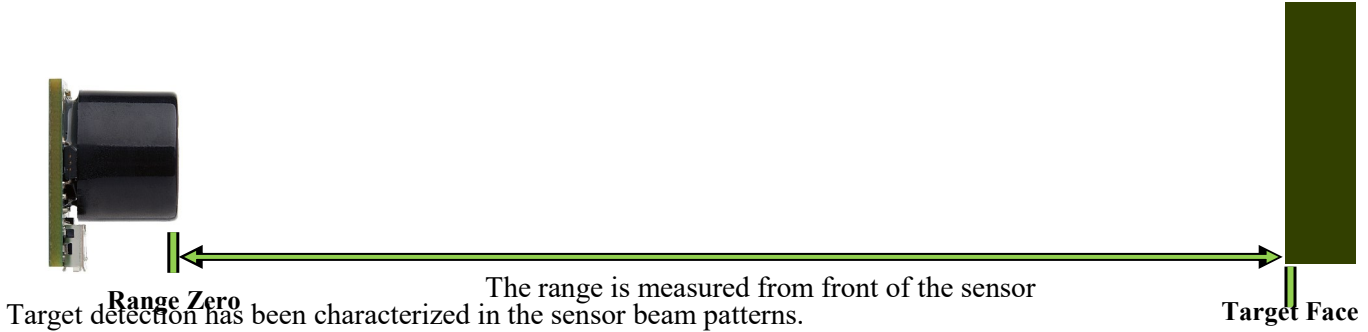 The range is measured from front of the sensor
Range Zero
Target Face
Target detection has been characterized in the sensor beam patterns.